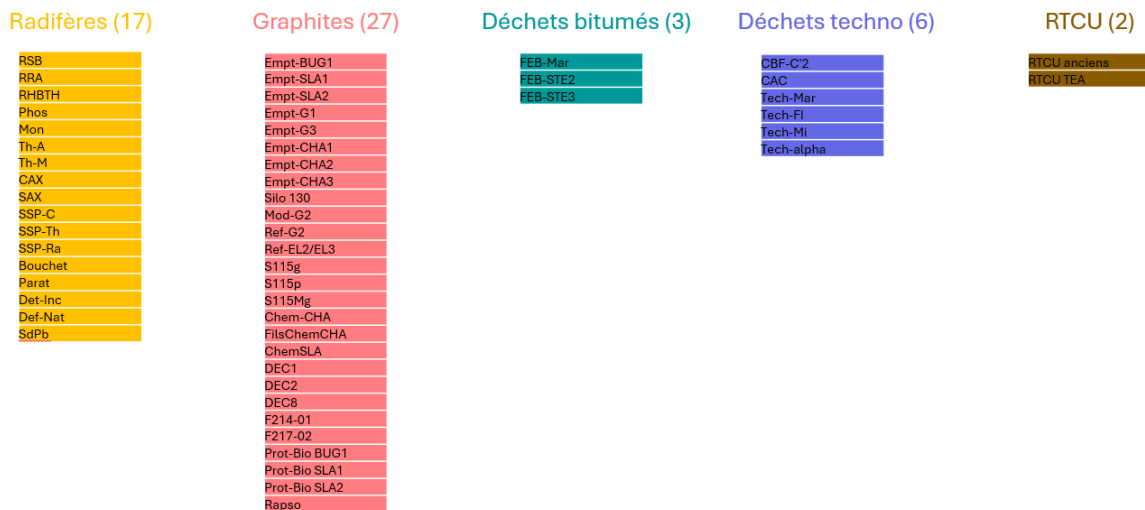 Radifères (17)
RSB
RRA
RHBTH
Phos
Mon
Th-A
Th-M
CAX
SAX
SSP-C
SSP-Th
SSP-Ra
Bouchet
Parat
Det-Inc
Def-Nat
SdPb
Graphites (27)
Empt-BUG1
Empt-SLA1
Empt-SLA2
Empt-G1
Empt-G3
Empt-CHA1
Empt-CHA2
Empt-CHA3
Silo 130
Mod-G2
Ref-G2
Ref-EL2/EL3
S115g
S115p
S115Mg
Chem-CHA
FilsChemCHA
ChemSLA
DEC1
DEC2
DEC8
F214-01
F217-02
Prot-Bio BUG1
Prot-Bio SLA1
Prot-Bio SLA2
Rapso
Déchets bitumés (3)
FEB-Mar
FEB-STE2
FEB-STE3
Déchets techno (6)
CBF-C'2
CAC
Tech-Mar
Tech-FI
Tech-Mi
Tech-alpha
RTCU (2)
RTCU anciens
RTCU TEA